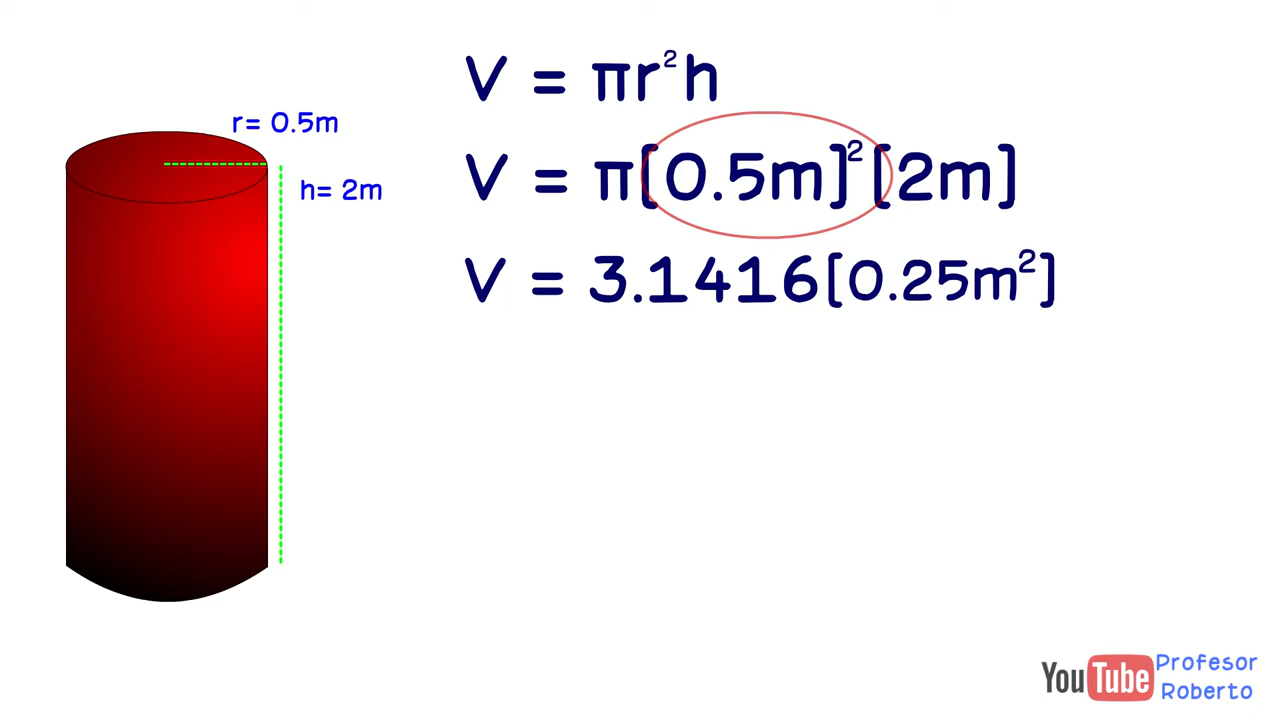 V = πr²h
r= 0.5m
h= 2m
V = π[0.5m]²[2m]
V = 3.1416[0.25m²]
YouTube Profesor
Roberto